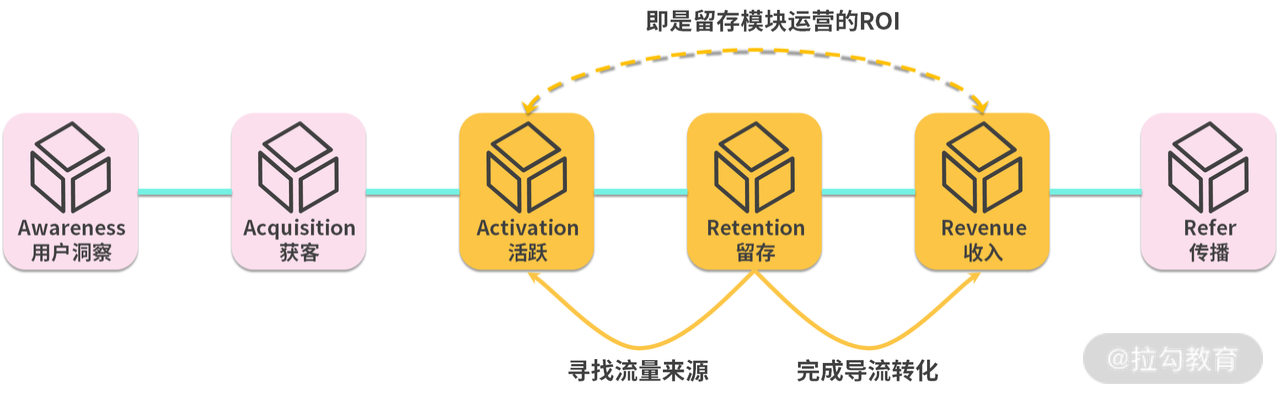 即是留存模块运营的ROI
Awareness
用户洞察
Acquisition
获客
Activation
活跃
Retention
留存
Revenue
收入
Refer
传播
寻找流量来源
完成导流转化
@拉勾教育